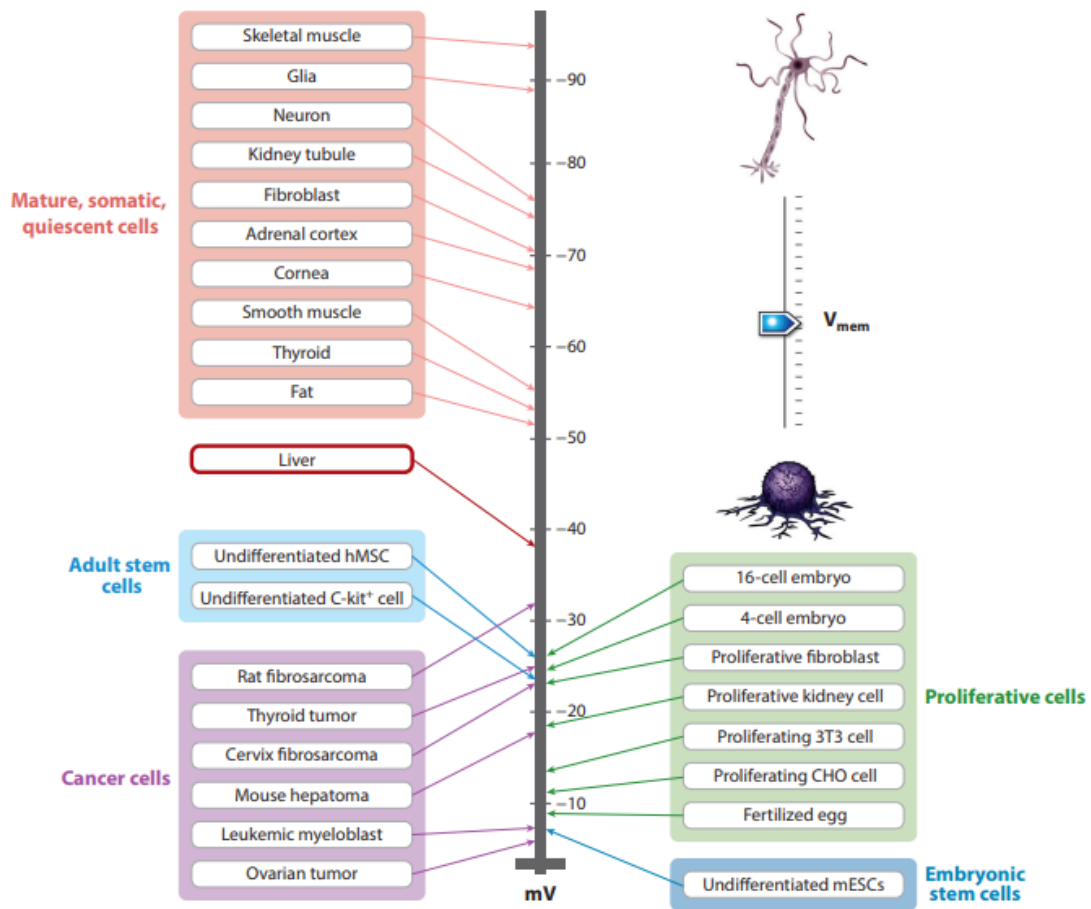 Skeletal muscle
Glia
Neuron
Kidney tubule
Fibroblast
Adrenal cortex
Cornea
Smooth muscle
Thyroid
Fat
Mature, somatic,
quiescent cells
Liver
Adult stem
cells
Undifferentiated hMSC
Undifferentiated C-kit⁺ cell
Cancer cells
Rat fibrosarcoma
Thyroid tumor
Cervix fibrosarcoma
Mouse hepatoma
Leukemic myeloblast
Ovarian tumor
−90
−80
−70
−60
−50
−40
−30
−20
−10
mV
Vmem
16-cell embryo
4-cell embryo
Proliferative fibroblast
Proliferative kidney cell
Proliferating 3T3 cell
Proliferating CHO cell
Fertilized egg
Proliferative cells
Undifferentiated mESCs
Embryonic
stem cells